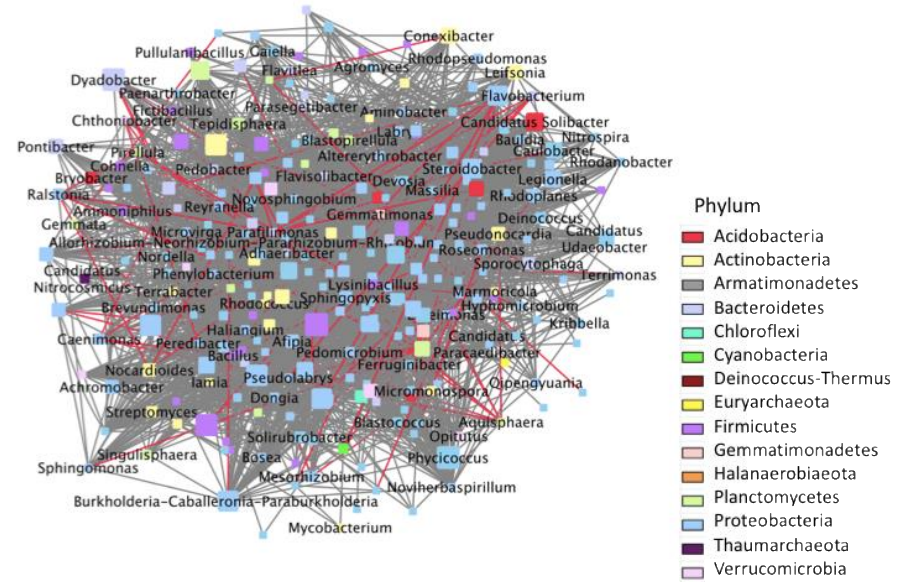 Conexibacter
Pullulanibacillus Gaiella
Rhodopseudomonas
Flavitlea Agromyces
Leifsonia
Dyadobacter
Paenarthrobacter
Flavobacterium
Fictibacillus
Parasegetibacter
Aminobacter
Chthoniobacter
Tepidisphaera
Candidatus Solibacter
Labry
Nitrospira
Blastopirellula
Bauldia
Pontibacter
Pirellula
Altererythrobacter
Caulobacter
Rhodanobacter
Cohnella
Pedobacter
Steroidobacter
Bryobacter
Flavisolibacter
Devosia
Legionella
Ralstonia
Massilia
Novosphingobium
Rhodoplanes
Ammoniphilus
Reyranella
Gemmatimonas
Deinococcus
Gemmata
Microvirga
Parafilimonas
Pseudonocardia
Candidatus
Udaeobacter
Allorhizobium-Neorhizobium-Pararhizobium-Rhizobium
Adhaeribacter
Roseomonas
Nordella
Sporocytophaga
Candidatus
Nitrocosmicus
Phenylobacterium
Terrimonas
Lysinibacillus
Terrabacter
Rhodococcus
Sphingopyxis
Marmoricola
Brevundimonas
Hyphomicrobium
Kribbella
Haliangium
Caenimonas
Peredibacter
Afipia
Candidatus
Paracaedibacter
Bacillus
Pedomicrobium
Ferruginibacter
Nocardioides
Iamia
Pseudolabrys
Qipengyuania
Achromobacter
Dongia
Micromonospora
Streptomyces
Blastococcus
Aquisphaera
Solirubrobacter
Opitutus
Singulisphaera
Bosea
Phycicoccus
Sphingomonas
Mesorhizobium
Noviherbaspirillum
Burkholderia-Caballeronia-Paraburkholderia
Mycobacterium
Phylum
Acidobacteria
Actinobacteria
Armatimonadetes
Bacteroidetes
Chloroflexi
Cyanobacteria
Deinococcus-Thermus
Euryarchaeota
Firmicutes
Gemmatimonadetes
Halanaerobiaeota
Planctomycetes
Proteobacteria
Thaumarchaeota
Verrucomicrobia